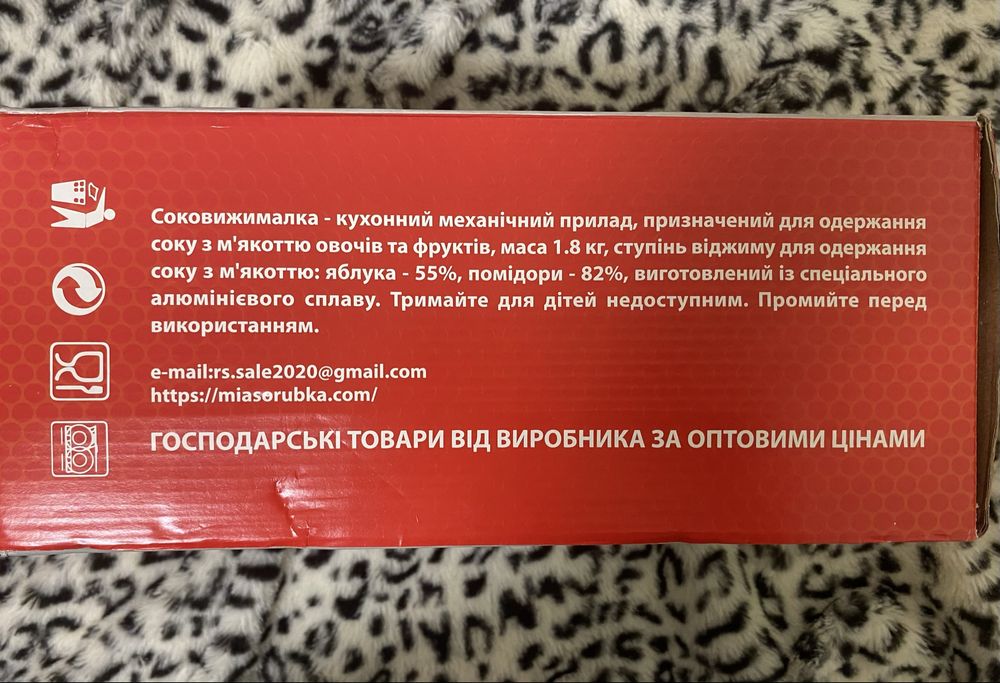 Соковижималка - кухонний механічний прилад, призначений для одержання
соку з м'якоттю овочів та фруктів, маса 1.8 кг, ступінь віджиму для одержання
соку з м'якоттю: яблука - 55%, помідори - 82%, виготовлений із спеціального
алюмінієвого сплаву. Тримайте для дітей недоступним. Промийте перед
використанням.
e-mail:rs.sale2020@gmail.com
https://miasorubka.com/
ГОСПОДАРСЬКІ ТОВАРИ ВІД ВИРОБНИКА ЗА ОПТОВИМИ ЦІНАМИ